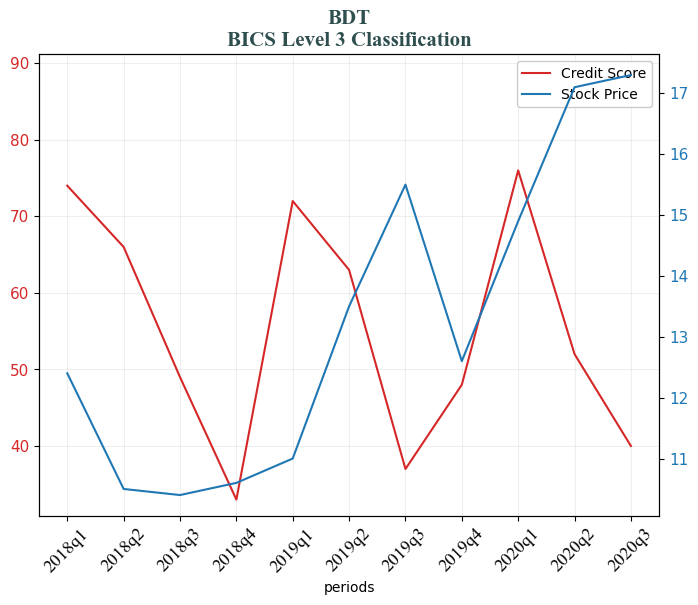 BDT
BICS Level 3 Classification
Credit Score
Stock Price
90
80
70
60
50
40
17
16
15
14
13
12
11
2018q1
2018q2
2018q3
2018q4
2019q1
2019q2
2019q3
2019q4
2020q1
2020q2
2020q3
periods